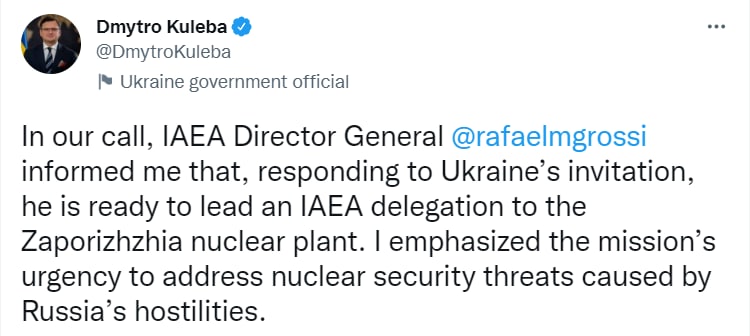 Dmytro Kuleba
@DmytroKuleba
Ukraine government official
In our call, IAEA Director General @rafaelmgrossi
informed me that, responding to Ukraine’s invitation,
he is ready to lead an IAEA delegation to the
Zaporizhzhia nuclear plant. I emphasized the mission’s
urgency to address nuclear security threats caused by
Russia’s hostilities.